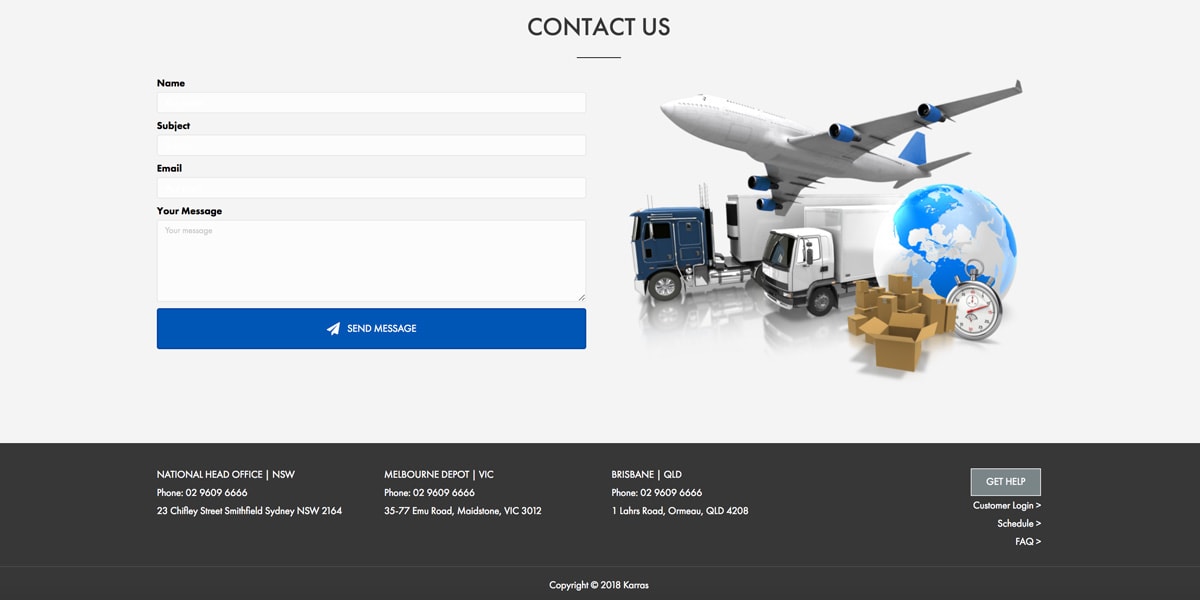 CONTACT US
Name
Subject
Email
Your Message
Your message
SEND MESSAGE
NATIONAL HEAD OFFICE | NSW
Phone: 02 9609 6666
23 Chifley Street Smithfield Sydney NSW 2164
MELBOURNE DEPOT | VIC
Phone: 02 9609 6666
35-77 Emu Road, Maidstone, VIC 3012
BRISBANE | QLD
Phone: 02 9609 6666
1 Lahrs Road, Ormeau, QLD 4208
GET HELP
Customer Login >
Schedule >
FAQ >
Copyright © 2018 Karras